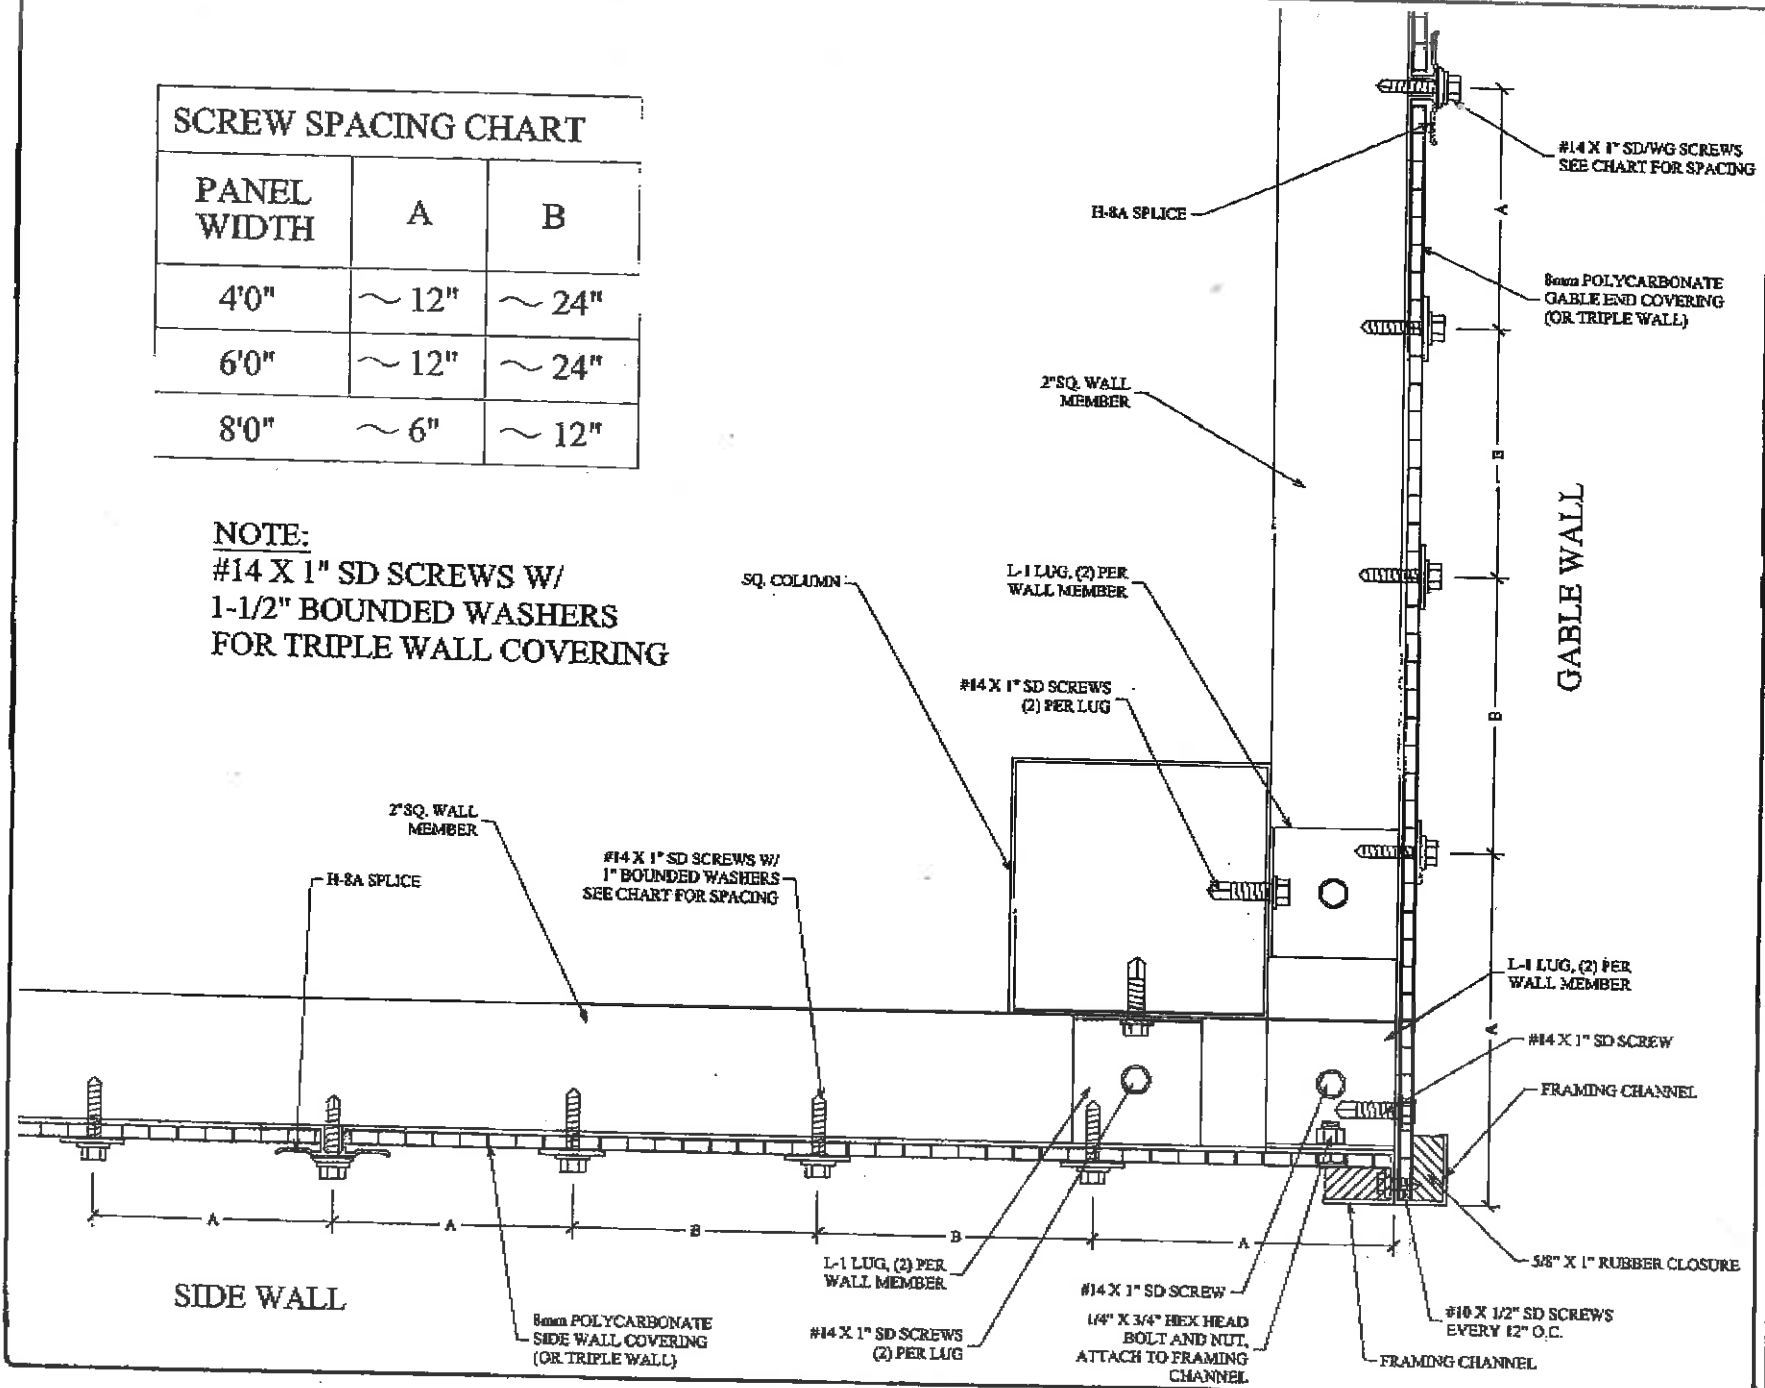 SCREW SPACING CHART
PANEL WIDTH A B
4'0" ~ 12" ~ 24"
6'0" ~ 12" ~ 24"
8'0" ~ 6" ~ 12"
NOTE:
#14 X 1" SD SCREWS W/
1-1/2" BOUNDED WASHERS
FOR TRIPLE WALL COVERING
#14 X 1" SD/WG SCREWS
SEE CHART FOR SPACING
H-8A SPLICE
A
8mm POLYCARBONATE
GABLE END COVERING
(OR TRIPLE WALL)
2" SQ. WALL
MEMBER
B
GABLE WALL
SQ. COLUMN
L-1 LUG, (2) PER
WALL MEMBER
#14 X 1" SD SCREWS
(2) PER LUG
B
2" SQ. WALL
MEMBER
#14 X 1" SD SCREWS W/
1" BOUNDED WASHERS
SEE CHART FOR SPACING
H-8A SPLICE
L-1 LUG, (2) PER
WALL MEMBER
A
#14 X 1" SD SCREW
FRAMING CHANNEL
A
A
B
B
A
SIDE WALL
L-1 LUG, (2) PER
WALL MEMBER
5/8" X 1" RUBBER CLOSURE
#14 X 1" SD SCREW
8mm POLYCARBONATE
SIDE WALL COVERING
(OR TRIPLE WALL)
#14 X 1" SD SCREWS
(2) PER LUG
1/4" X 3/4" HEX HEAD
BOLT AND NUT,
ATTACH TO FRAMING
CHANNEL
#10 X 1/2" SD SCREWS
EVERY 12" O.C.
FRAMING CHANNEL